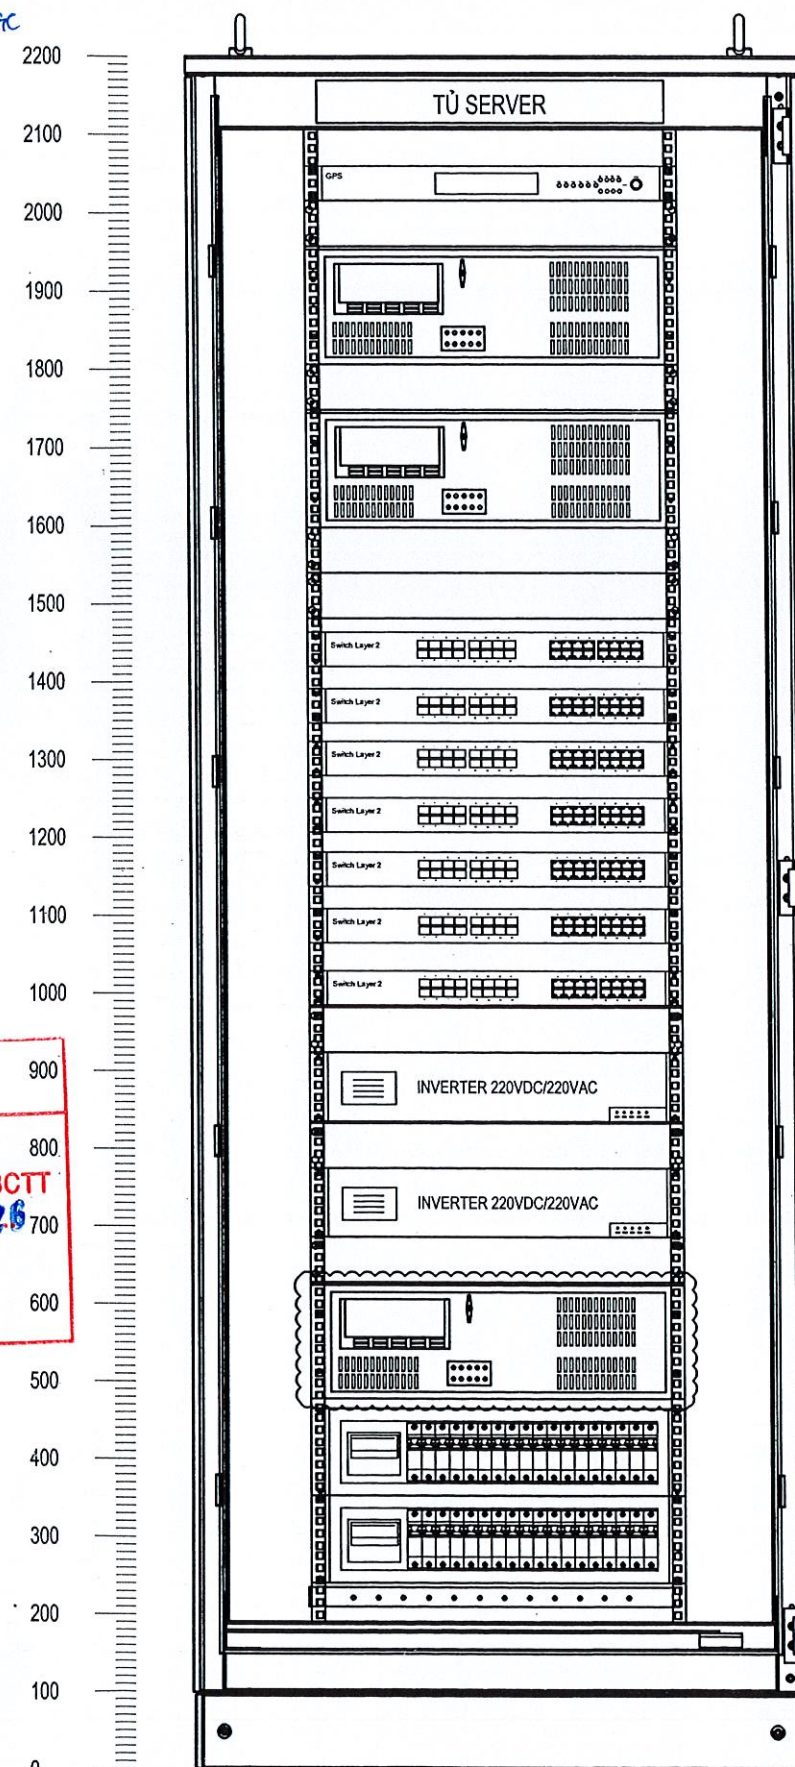 2200
TỦ SERVER
2100
GPS
2000
1900
1800
1700
1600
1500
Switch Layer 2
1400
Switch Layer 2
1300
Switch Layer 2
Switch Layer 2
1200
Switch Layer 2
1100
Switch Layer 2
1000
Switch Layer 2
900
INVERTER 220VDC/220VAC
800
INVERTER 220VDC/220VAC
700
600
500
400
300
200
100
0